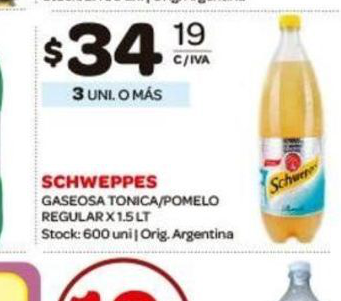 $34 19
C/IVA
3 UNI. O MÁS
SCHWEPPES
GASEOSA TONICA/POMELO
REGULAR X 1.5 LT
Stock: 600 uni | Orig. Argentina
Schweppes